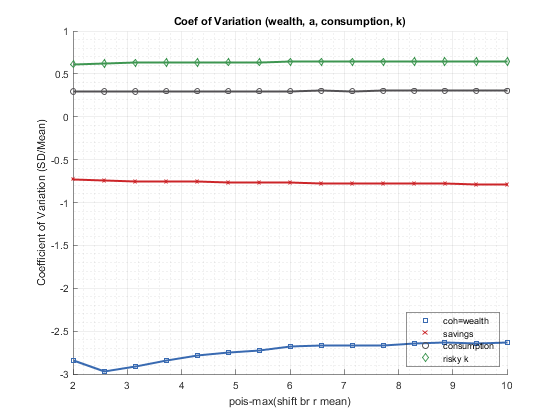 Coef of Variation (wealth, a, consumption, k)
1
0.5
0
-0.5
-1
-1.5
-2
-2.5
-3
Coefficient of Variation (SD/Mean)
coh=wealth
savings
consumption
risky k
2
3
4
5
6
7
8
9
10
pois-max(shift br r mean)